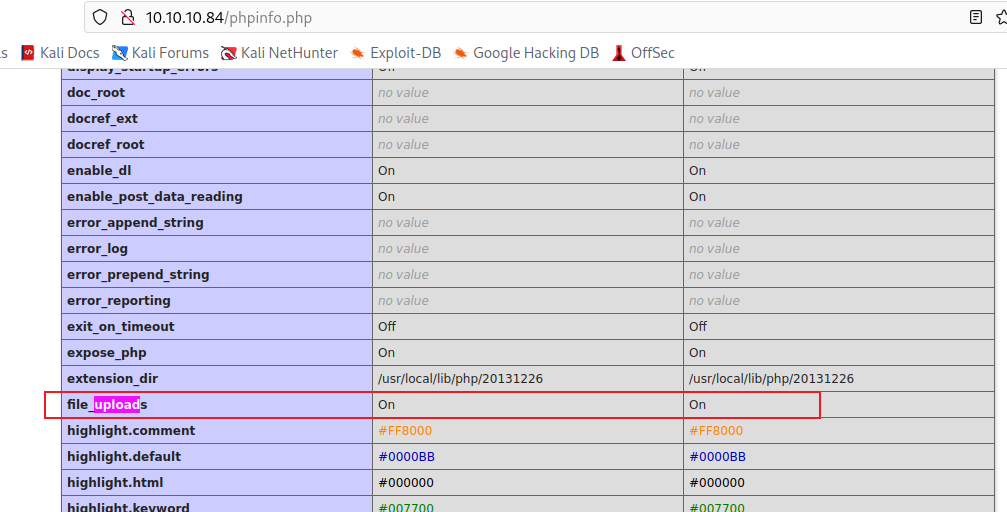 10.10.10.84/phpinfo.php
s Kali Docs Kali Forums Kali NetHunter Exploit-DB Google Hacking DB OffSec
display_startup_errors Off Off
doc_root no value no value
docref_ext no value no value
docref_root no value no value
enable_dl On On
enable_post_data_reading On On
error_append_string no value no value
error_log no value no value
error_prepend_string no value no value
error_reporting no value no value
exit_on_timeout Off Off
expose_php On On
extension_dir /usr/local/lib/php/20131226 /usr/local/lib/php/20131226
file_uploads On On
highlight.comment #FF8000 #FF8000
highlight.default #0000BB #0000BB
highlight.html #000000 #000000
highlight.keyword #007700 #007700